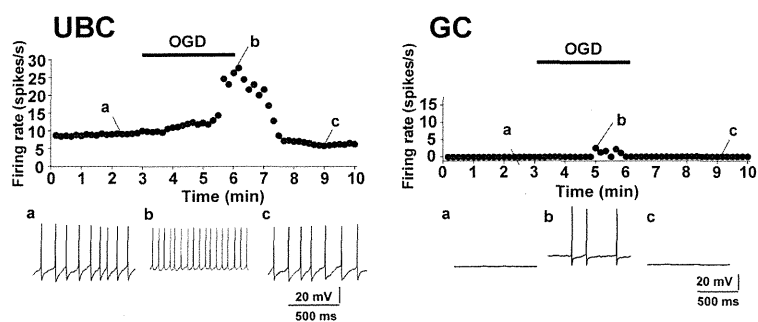 UBC
OGD
b
Firing rate (spikes/s)
30
25
20
15
10
5
0
a
c
0 1 2 3 4 5 6 7 8 9 10
Time (min)
a b c
20 mV
500 ms
GC
OGD
Firing rate (spikes/s)
15
10
5
0
a b c
0 1 2 3 4 5 6 7 8 9 10
Time (min)
a b c
20 mV
500 ms